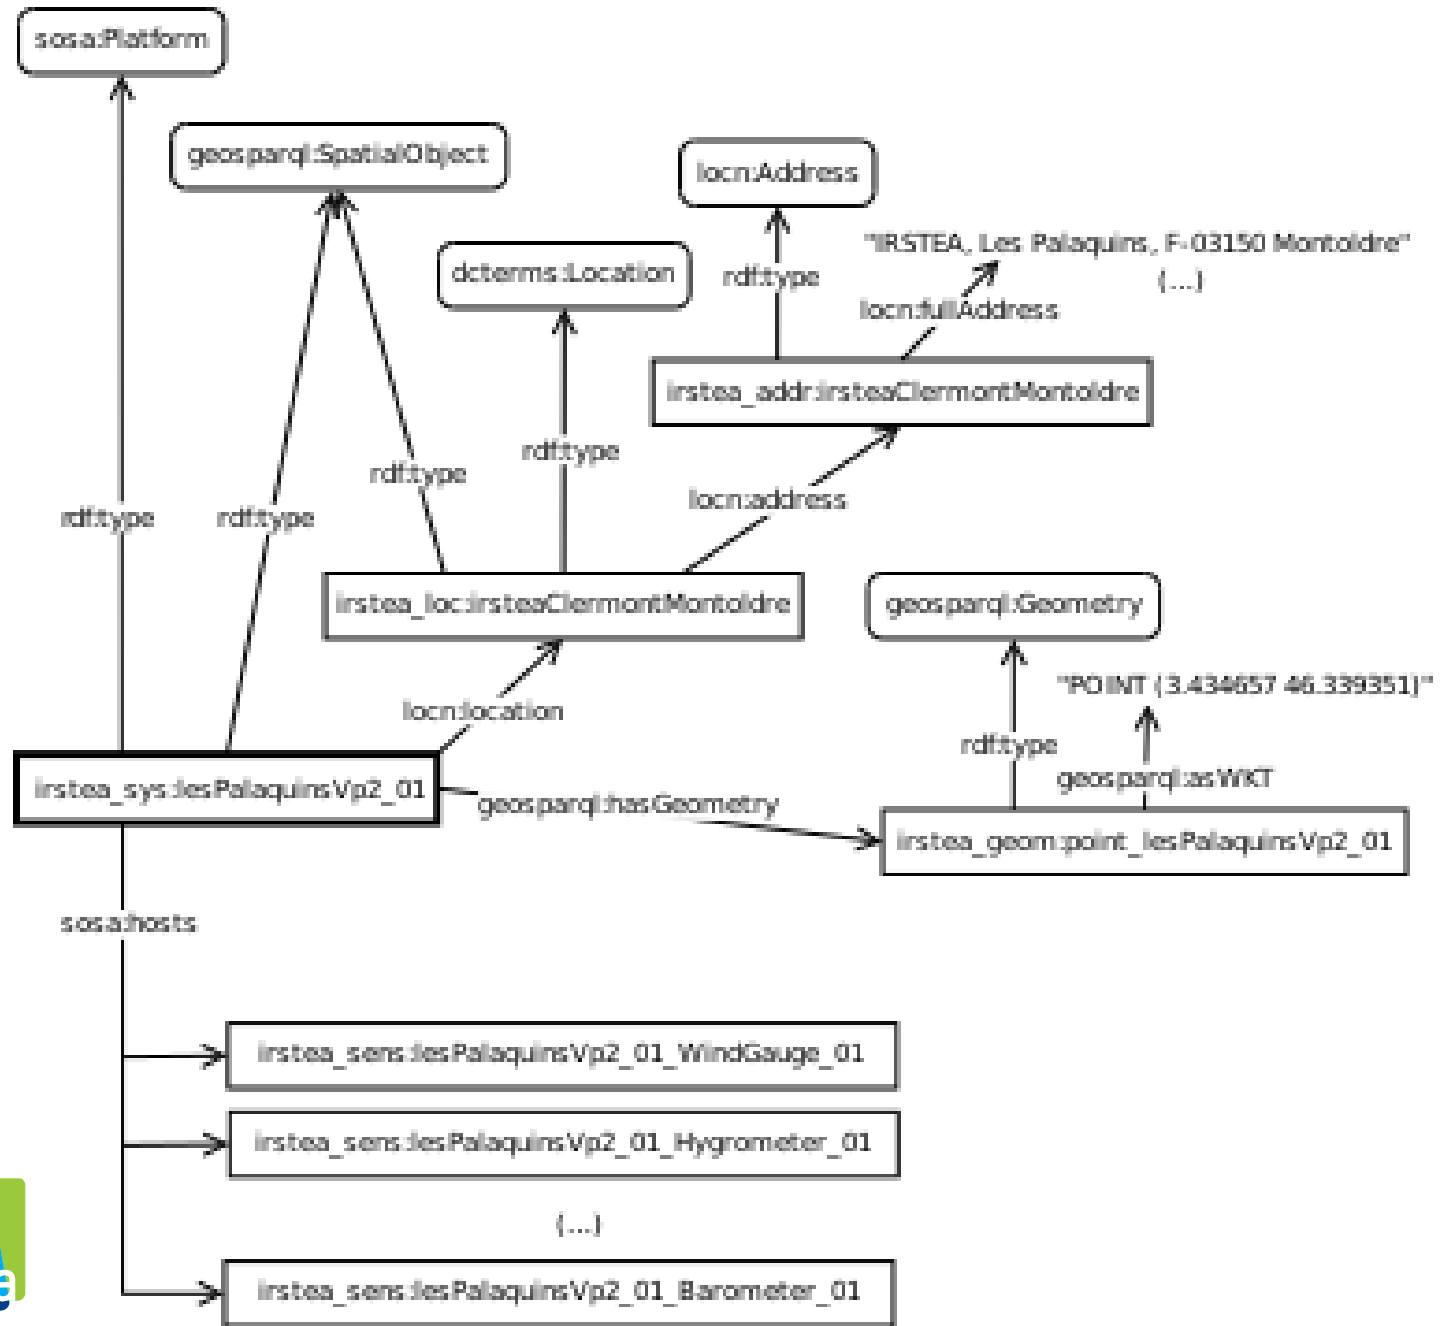 sosa:Platform
geosparql:SpatialObject
locn:Address
"IRSTEA, Les Palaquins, F-03150 Montoldre"
(...)
dcterms:Location
rdf:type
locn:fullAddress
irstea_addr:irsteaClermontMontoldre
rdf:type
rdf:type
locn:address
rdf:type
rdf:type
irstea_loc:irsteaClermontMontoldre
geosparql:Geometry
"POINT (3.434657 46.339351)"
locn:location
rdf:type
geosparql:asWKT
irstea_sys:lesPalaquinsVp2_01
geosparql:hasGeometry
irstea_geom:point_lesPalaquinsVp2_01
sosa:hosts
irstea_sens:lesPalaquinsVp2_01_WindGauge_01
irstea_sens:lesPalaquinsVp2_01_Hygrometer_01
(...)
irstea_sens:lesPalaquinsVp2_01_Barometer_01